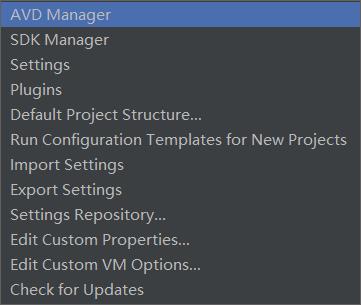 AVD Manager
SDK Manager
Settings
Plugins
Default Project Structure...
Run Configuration Templates for New Projects
Import Settings
Export Settings
Settings Repository...
Edit Custom Properties...
Edit Custom VM Options...
Check for Updates